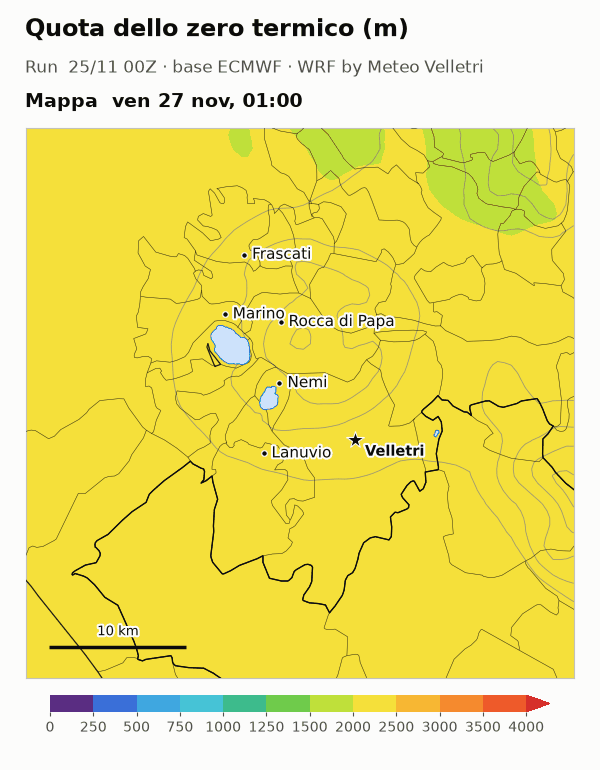 Quota dello zero termico (m)
Run  25/11 00Z · base ECMWF · WRF by Meteo Velletri
Mappa  ven 27 nov, 01:00
Frascati
Marino
Rocca di Papa
Nemi
Velletri
Lanuvio
10 km
0 250 500 750 1000 1250 1500 2000 2500 3000 3500 4000